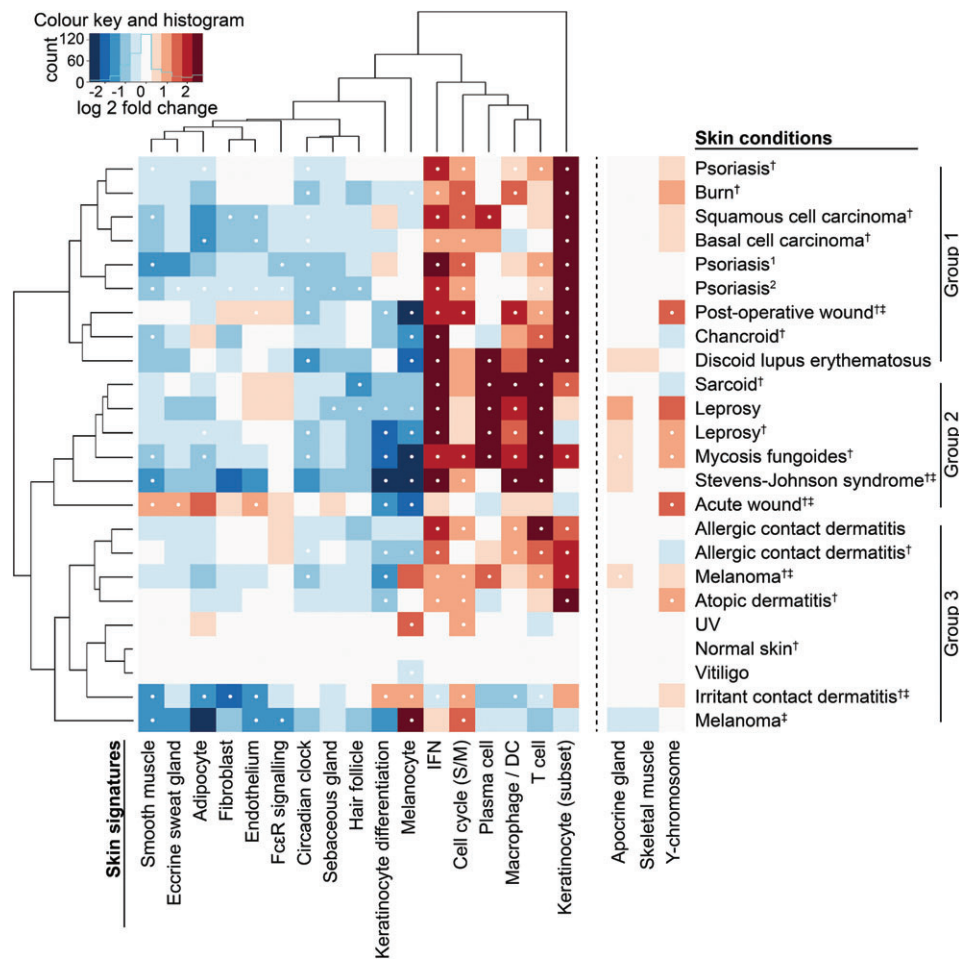 Colour key and histogram
120
60
0
count
-2 -1 0 1 2
log 2 fold change
Skin conditions
Psoriasis†
Burn†
Squamous cell carcinoma†
Basal cell carcinoma†
Psoriasis¹
Psoriasis²
Post-operative wound†‡
Chancroid†
Discoid lupus erythematosus
Sarcoid†
Leprosy
Leprosy†
Mycosis fungoides†
Stevens-Johnson syndrome†‡
Acute wound†‡
Allergic contact dermatitis
Allergic contact dermatitis†
Melanoma†‡
Atopic dermatitis†
UV
Normal skin†
Vitiligo
Irritant contact dermatitis†‡
Melanoma‡
Group 1
Group 2
Group 3
Skin signatures
Smooth muscle
Eccrine sweat gland
Adipocyte
Fibroblast
Endothelium
FcεR signalling
Circadian clock
Sebaceous gland
Hair follicle
Keratinocyte differentiation
Melanocyte
IFN
Cell cycle (S/M)
Plasma cell
Macrophage / DC
T cell
Keratinocyte (subset)
Apocrine gland
Skeletal muscle
Y-chromosome